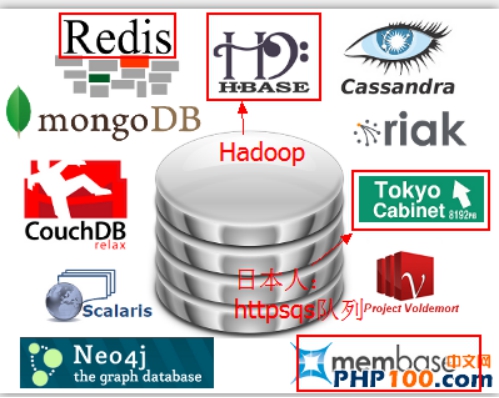 Redis
HBASE
Cassandra
mongoDB
riak
Hadoop
CouchDB
relax
Tokyo
Cabinet 8192PB
日本人：
httpsqs队列
Scalaris
Project Voldemort
Neo4j
the graph database
membase
中文网
PHP100.com